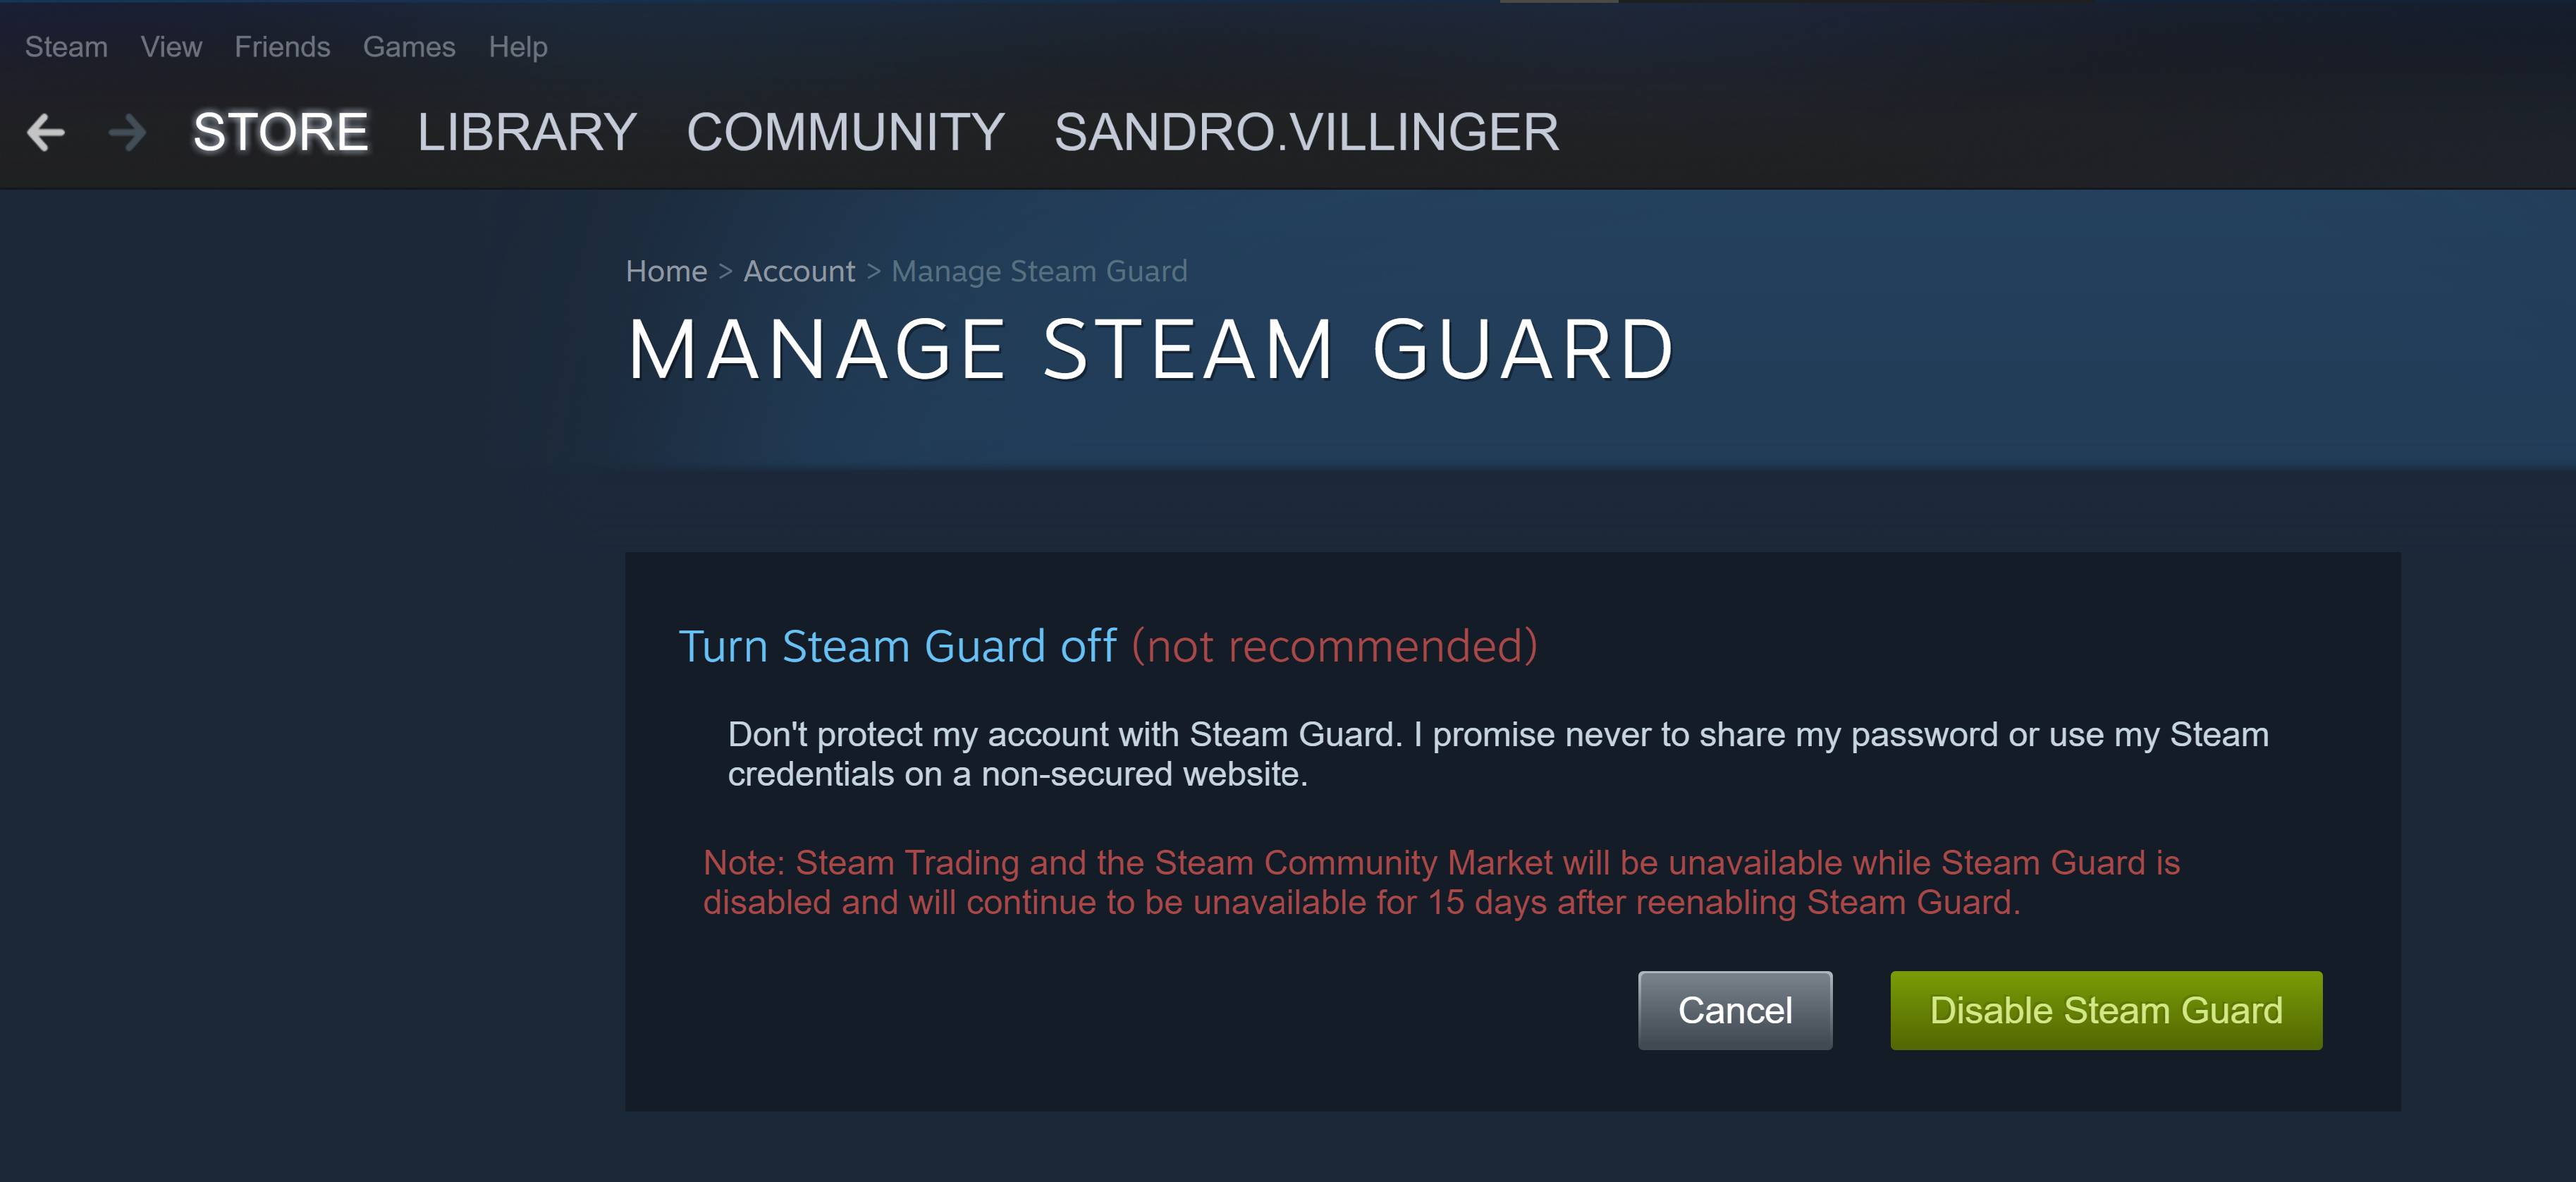 Steam View Friends Games Help
STORE LIBRARY COMMUNITY SANDRO.VILLINGER
Home > Account > Manage Steam Guard
MANAGE STEAM GUARD
Turn Steam Guard off (not recommended)
Don't protect my account with Steam Guard. I promise never to share my password or use my Steam
credentials on a non-secured website.
Note: Steam Trading and the Steam Community Market will be unavailable while Steam Guard is
disabled and will continue to be unavailable for 15 days after reenabling Steam Guard.
Cancel Disable Steam Guard